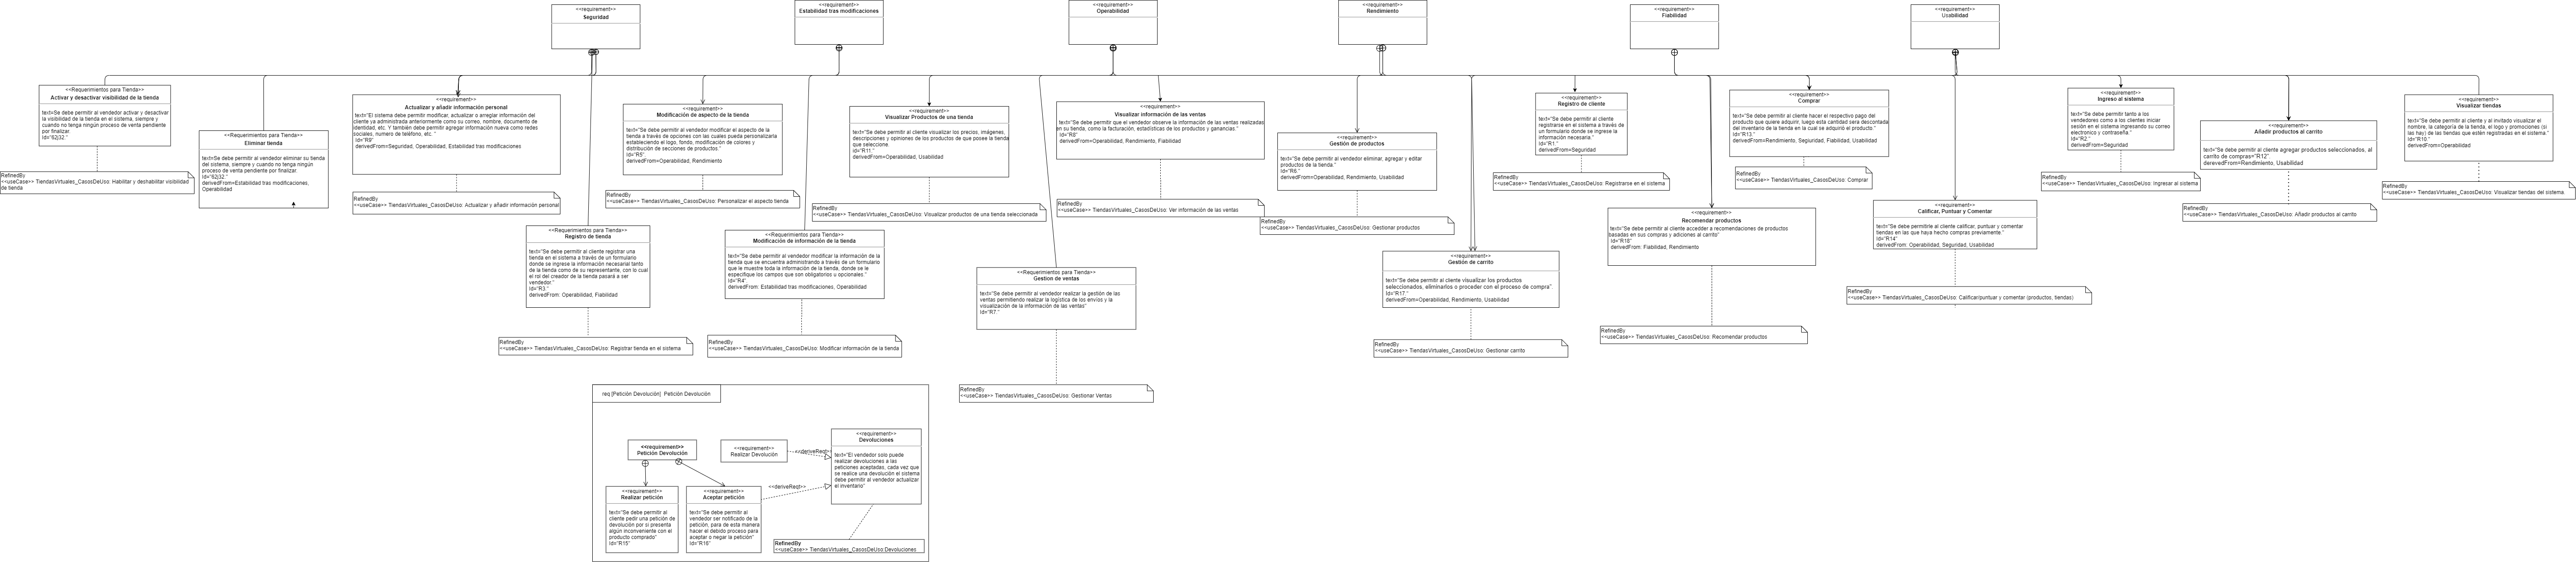 <<requirement>>
Seguridad
<<requirement>>
Estabilidad tras modificaciones
<<requirement>>
Operabilidad
<<requirement>>
Rendimiento
<<requirement>>
Fiabilidad
<<requirement>>
Usabilidad
<<Requerimientos para Tienda>>
Activar y desactivar visibilidad de la tienda
text=Se debe permitir al vendedor activar y desactivar
la visibilidad de la tienda en el sistema, siempre y
cuando no tenga ningún proceso de venta pendiente
por finalizar.
Id="62j32."
RefinedBy
<<useCase>> TiendasVirtuales_CasosDeUso: Habilitar y deshabilitar visibilidad
de tienda
<<Requerimientos para Tienda>>
Eliminar tienda
text=Se debe permitir al vendedor eliminar su tienda
del sistema, siempre y cuando no tenga ningún
proceso de venta pendiente por finalizar.
Id="62j32."
derivedFrom=Estabilidad tras modificaciones,
Operabilidad
<<requirement>>
Actualizar y añadir información personal
text="El sistema debe permitir modificar, actualizar o arreglar información del
cliente ya administrada anteriormente como su correo, nombre, documento de
identidad, etc. Y también debe permitir agregar información nueva como redes
sociales, numero de teléfono, etc. "
Id="R9"
derivedFrom=Seguridad, Operabilidad, Estabilidad tras modificaciones
RefinedBy
<<useCase>> TiendasVirtuales_CasosDeUso: Actualizar y añadir información personal
<<Requerimientos para Tienda>>
Registro de tienda
text="Se debe permitir al cliente registrar una
tienda en el sistema a través de un formulario
donde se ingrese la información necesarial tanto
de la tienda como de su representante, con lo cual
el rol del creador de la tienda pasará a ser
vendedor."
Id="R3."
derivedFrom: Operabilidad, Fiabilidad
RefinedBy
<<useCase>> TiendasVirtuales_CasosDeUso: Registrar tienda en el sistema
<<requirement>>
Modificación de aspecto de la tienda
text="Se debe permitir al vendedor modificar el aspecto de la
tienda a través de opciones con las cuales pueda personalizarla
estableciendo el logo, fondo, modificación de colores y
distribución de secciones de productos."
Id="R5"
derivedFrom=Operabilidad, Rendimiento
RefinedBy
<<useCase>> TiendasVirtuales_CasosDeUso: Personalizar el aspecto tienda
<<Requerimientos para Tienda>>
Modificación de información de la tienda
text="Se debe permitir al vendedor modificar la información de la
tienda que se encuentra administrando a través de un formulario
que le muestre toda la información de la tienda, donde se le
especifique los campos que son obligatorios u opcionales."
Id="R4"
derivedFrom: Estabilidad tras modificaciones, Operabilidad
RefinedBy
<<useCase>> TiendasVirtuales_CasosDeUso: Modificar información de la tienda
<<requirement>>
Visualizar Productos de una tienda
text="Se debe permitir al cliente visualizar los precios, imágenes,
descripciones y opiniones de los productos de que posee la tienda
que seleccione.
Id="R11."
derivedFrom=Operabilidad, Usabilidad
RefinedBy
<<useCase>> TiendasVirtuales_CasosDeUso: Visualizar productos de una tienda seleccionada
<<Requerimientos para Tienda>>
Gestion de ventas
text="Se debe permitir al vendedor realizar la gestión de las
ventas permitiendo realizar la logística de los envíos y la
visualización de la información de las ventas"
Id="R7."
RefinedBy
<<useCase>> TiendasVirtuales_CasosDeUso: Gestionar Ventas
<<requirement>>
Visualizar información de las ventas
text="Se debe permitir que el vendedor observe la información de las ventas realizadas
en su tienda, como la facturación, estadísticas de los productos y ganancias."
Id="R8"
derivedFrom=Operabilidad, Rendimiento, Fiabilidad
RefinedBy
<<useCase>> TiendasVirtuales_CasosDeUso: Ver información de las ventas
<<requirement>>
Gestión de productos
text="Se debe permitir al vendedor eliminar, agregar y editar
productos de la tienda."
Id="R6."
derivedFrom=Operabilidad, Rendimiento, Usabilidad
RefinedBy
<<useCase>> TiendasVirtuales_CasosDeUso: Gestionar productos
<<requirement>>
Gestión de carrito
text="Se debe permitir al cliente visualizar los productos
seleccionados, eliminarlos o proceder con el proceso de compra".
Id="R17."
derivedFrom=Operabilidad, Rendimiento, Usabilidad
RefinedBy
<<useCase>> TiendasVirtuales_CasosDeUso: Gestionar carrito
<<requirement>>
Registro de cliente
text="Se debe permitir al cliente
registrarse en el sistema a través de
un formulario donde se ingrese la
información necesaria."
Id="R1."
derivedFrom=Seguridad
RefinedBy
<<useCase>> TiendasVirtuales_CasosDeUso: Registrarse en el sistema
<<requirement>>
Recomendar productos
text="Se debe permitir al cliente accedder a recomendaciones de productos
basadas en sus compras y adiciones al carrito"
Id="R18"
derivedFrom: Fiabilidad, Rendimiento
RefinedBy
<<useCase>> TiendasVirtuales_CasosDeUso: Recomendar productos
<<requirement>>
Comprar
text="Se debe permitir al cliente hacer el respectivo pago del
producto que quiere adquirir, luego esta cantidad sera descontada
del inventario de la tienda en la cual se adquirió el producto."
Id="R13."
derivedFrom=Rendimiento, Seguridad, Fiabilidad, Usabilidad
RefinedBy
<<useCase>> TiendasVirtuales_CasosDeUso: Comprar
<<requirement>>
Calificar, Puntuar y Comentar
text="Se debe permitirle al cliente calificar, puntuar y comentar
tiendas en las que haya hecho compras previamente."
Id="R14"
derivedFrom: Operabilidad, Seguridad, Usabilidad
RefinedBy
<<useCase>> TiendasVirtuales_CasosDeUso: Calificar/puntuar y comentar (productos, tiendas)
<<requirement>>
Ingreso al sistema
text="Se debe permitir tanto a los
vendedores como a los clientes iniciar
sesión en el sistema ingresando su correo
electronico y contraseña."
Id="R2."
derivedFrom=Seguridad
RefinedBy
<<useCase>> TiendasVirtuales_CasosDeUso: Ingresar al sistema
<<requirement>>
Añadir productos al carrito
text="Se debe permitir al cliente agregar productos seleccionados, al
carrito de compras="R12"
derevedFrom=Rendimiento, Usabilidad
RefinedBy
<<useCase>> TiendasVirtuales_CasosDeUso: Añadir productos al carrito
<<requirement>>
Visualizar tiendas
text="Se debe permitir al cliente y al invitado visualizar el
nombre, la categoría de la tienda, el logo y promociones (si
las hay) de las tiendas que estén registradas en el sistema."
Id="R10."
derivedFrom=Operabilidad
RefinedBy
<<useCase>> TiendasVirtuales_CasosDeUso: Visualizar tiendas del sistema
req [Petición Devolución] Petición Devolución
<<requirement>>
Petición Devolución
<<requirement>>
Realizar Devolución
<<deriveReqt>>
<<requirement>>
Devoluciones
text="El vendedor solo puede
realizar devoluciones a las
peticiones aceptadas, cada vez que
se realice una devolución el sistema
debe permitir al vendedor actualizar
el inventario"
<<deriveReqt>>
<<requirement>>
Realizar petición
text="Se debe permitir al
cliente pedir una petición de
devolución por si presenta
algún inconveniente con el
producto comprado"
Id="R15"
<<requirement>>
Aceptar petición
text="Se debe permitir al
vendedor ser notificado de la
petición, para de esta manera
hacer el debido proceso para
aceptar o negar la petición"
Id="R16"
RefinedBy
<<useCase>> TiendasVirtuales_CasosDeUso:Devoluciones